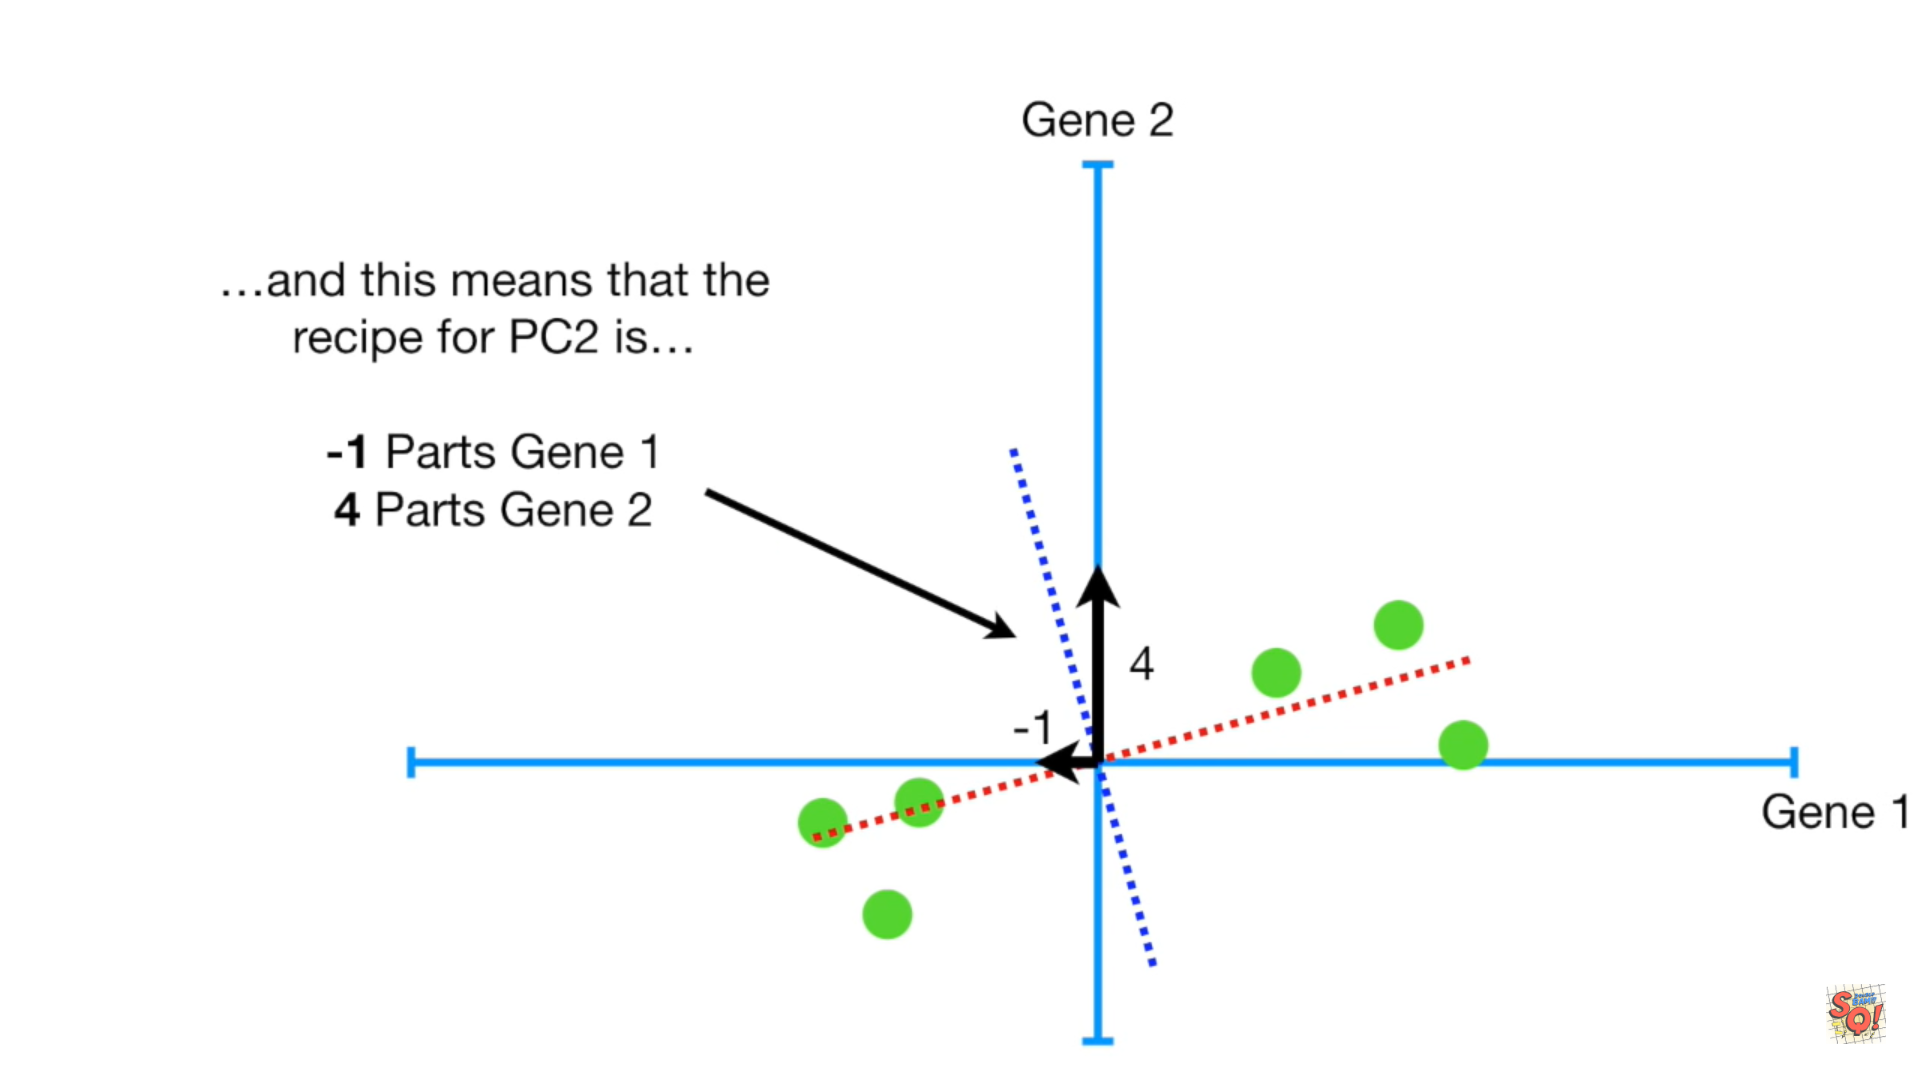 Gene 2
…and this means that the
recipe for PC2 is…
-1 Parts Gene 1
4 Parts Gene 2
4
-1
Gene 1
SQ!